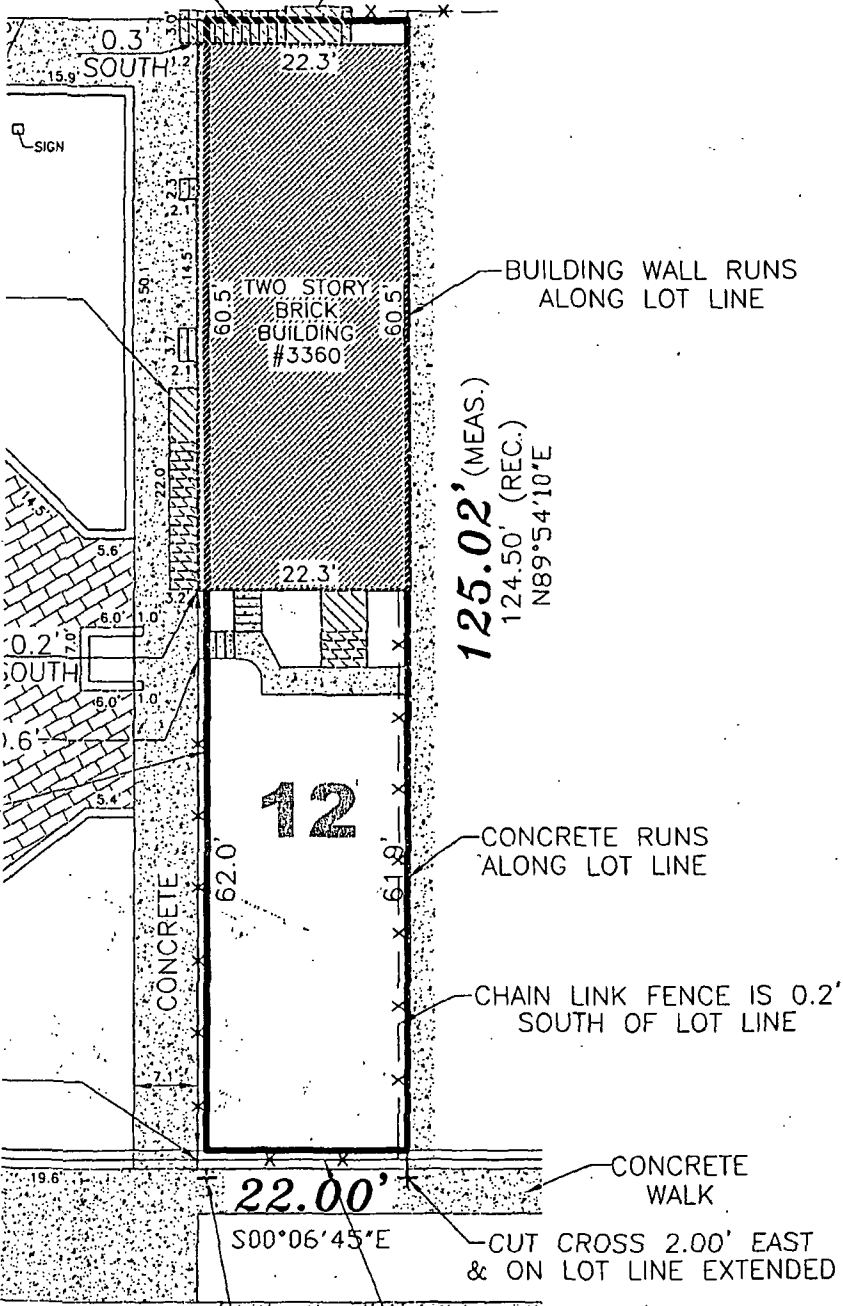 3.0'
0.3'
SOUTH
1.2'
22.3'
15.9'
SIGN
2.3'
2.1'
14.5'
50.1'
60.5'
TWO STORY
BRICK
BUILDING
#3360
60.5'
BUILDING WALL RUNS
ALONG LOT LINE
3.7'
2.1'
125.02' (MEAS.)
124.50' (REC.)
N89°54'10"E
22.0'
14.5'
5.6'
22.3'
3.2'
6.0'
1.0'
0.2'
SOUTH
7.0'
6.0'
1.0'
0.6'
5.4'
12
62.0'
61.9'
CONCRETE RUNS
ALONG LOT LINE
CONCRETE
CHAIN LINK FENCE IS 0.2'
SOUTH OF LOT LINE
7.1'
19.6'
22.00'
S00°06'45"E
CONCRETE
WALK
CUT CROSS 2.00' EAST
& ON LOT LINE EXTENDED